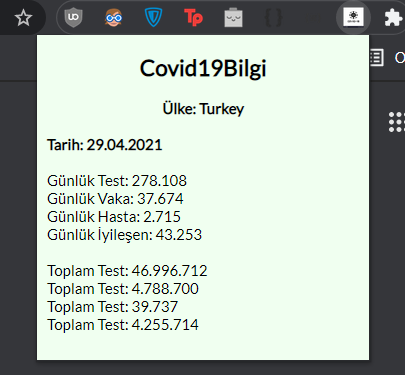 UD
Tp
{ }
O
Covid19Bilgi
Ülke: Turkey
Tarih: 29.04.2021
Günlük Test: 278.108
Günlük Vaka: 37.674
Günlük Hasta: 2.715
Günlük İyileşen: 43.253
Toplam Test: 46.996.712
Toplam Test: 4.788.700
Toplam Test: 39.737
Toplam Test: 4.255.714